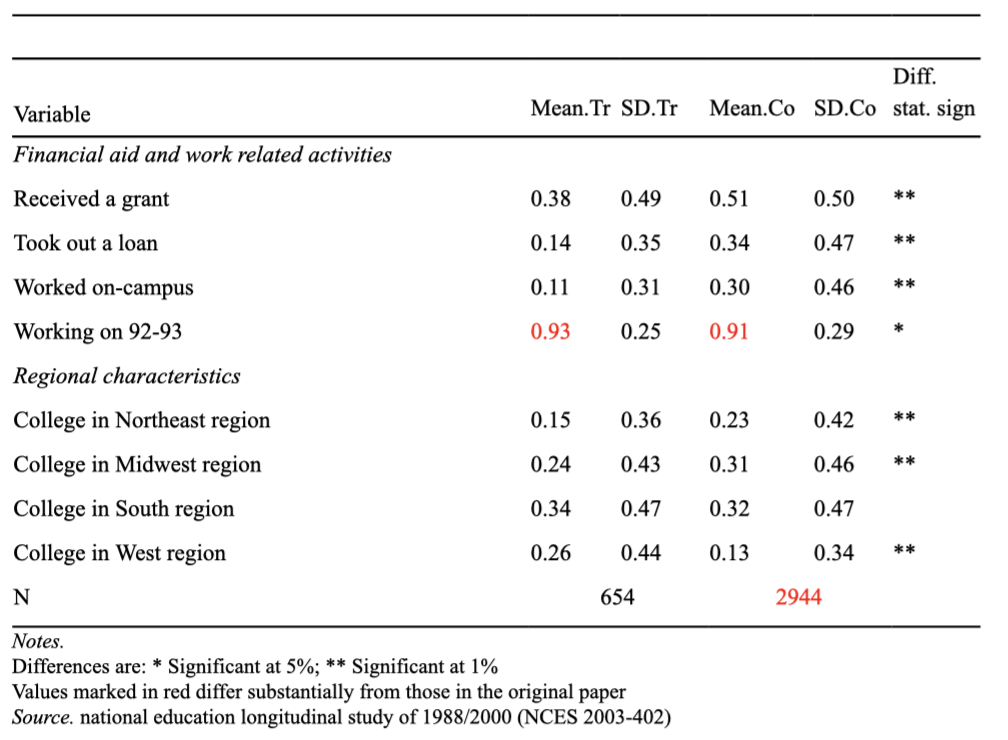 Diff.
Variable Mean.Tr SD.Tr Mean.Co SD.Co stat. sign
Financial aid and work related activities
Received a grant 0.38 0.49 0.51 0.50 **
Took out a loan 0.14 0.35 0.34 0.47 **
Worked on-campus 0.11 0.31 0.30 0.46 **
Working on 92-93 0.93 0.25 0.91 0.29 *
Regional characteristics
College in Northeast region 0.15 0.36 0.23 0.42 **
College in Midwest region 0.24 0.43 0.31 0.46 **
College in South region 0.34 0.47 0.32 0.47
College in West region 0.26 0.44 0.13 0.34 **
N 654 2944
Notes.
Differences are: * Significant at 5%; ** Significant at 1%
Values marked in red differ substantially from those in the original paper
Source. national education longitudinal study of 1988/2000 (NCES 2003-402)